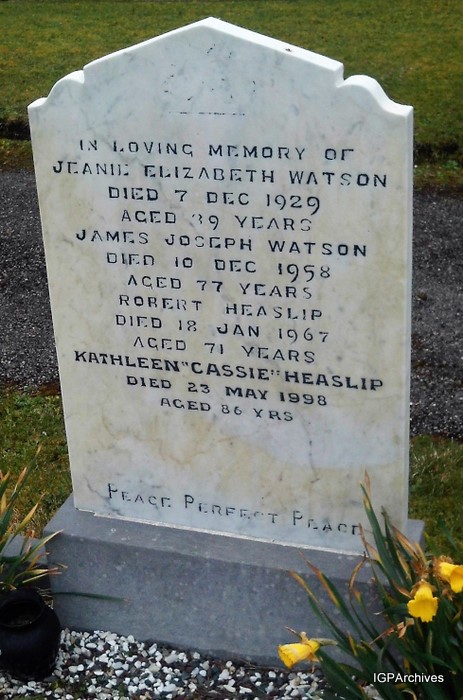 IN LOVING MEMORY OF
JEANIE ELIZABETH WATSON
DIED 7 DEC 1929
AGED 39 YEARS
JAMES JOSEPH WATSON
DIED 10 DEC 1958
AGED 77 YEARS
ROBERT HEASLIP
DIED 18 JAN 1967
AGED 71 YEARS
KATHLEEN "CASSIE" HEASLIP
DIED 23 MAY 1998
AGED 86 YRS
PEACE PERFECT PEACE
IGPArchives